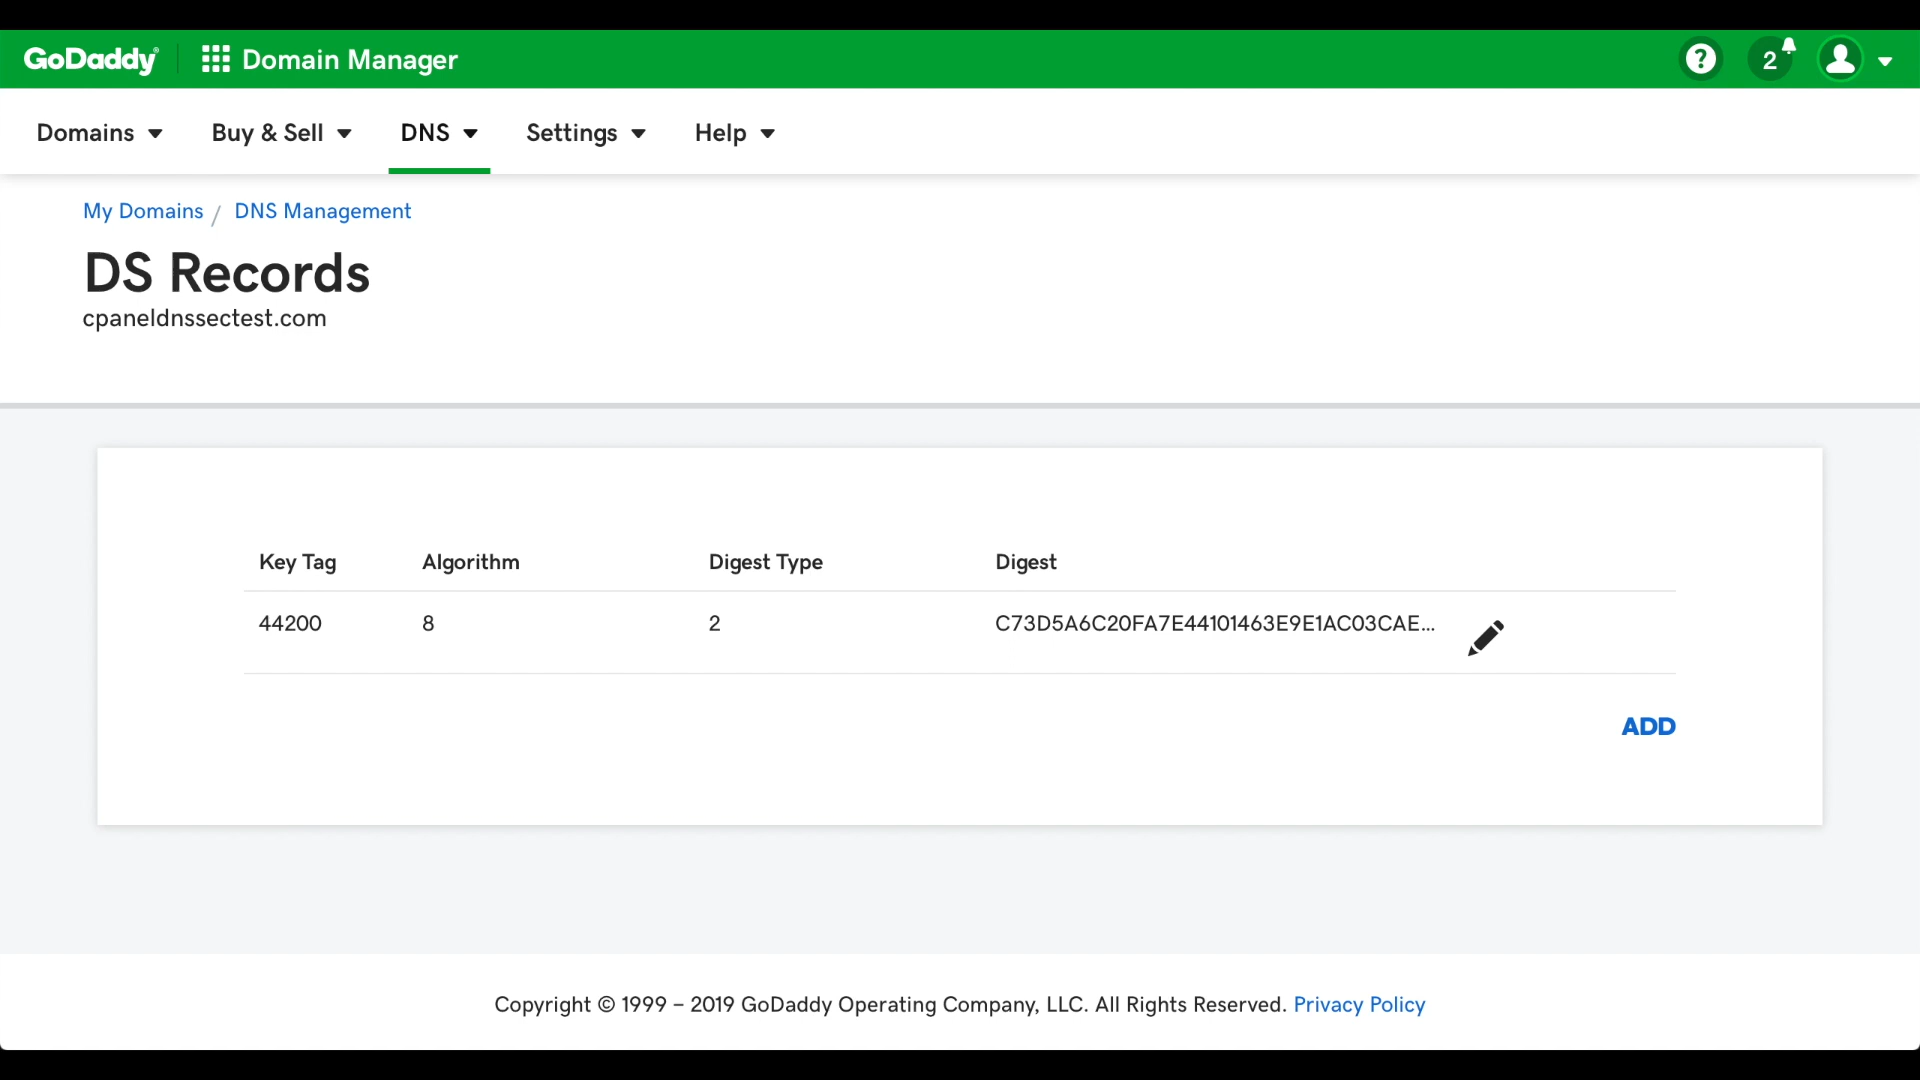 GoDaddy® Domain Manager 2
Domains Buy & Sell DNS Settings Help
My Domains / DNS Management
DS Records
cpaneldnssectest.com
Key Tag Algorithm Digest Type Digest
44200 8 2 C73D5A6C20FA7E44101463E9E1AC03CAE...
ADD
Copyright © 1999 – 2019 GoDaddy Operating Company, LLC. All Rights Reserved. Privacy Policy